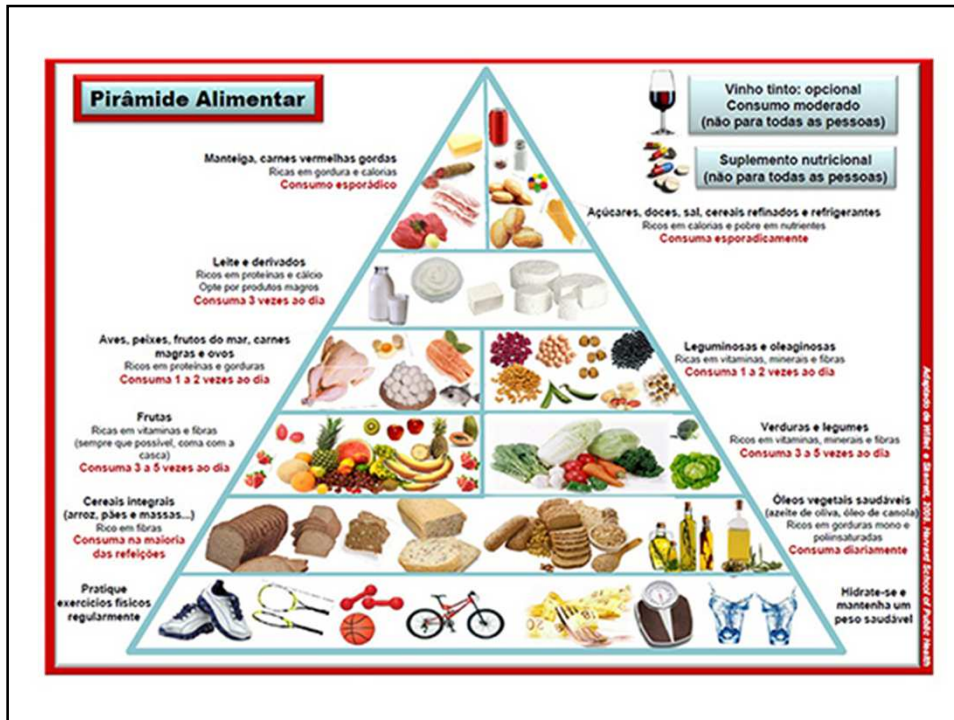 Pirâmide Alimentar
Vinho tinto: opcional
Consumo moderado
(não para todas as pessoas)
Suplemento nutricional
(não para todas as pessoas)
Manteiga, carnes vermelhas gordas
Ricas em gordura e calorias
Consumo esporádico
Açúcares, doces, sal, cereais refinados e refrigerantes
Ricos em calorias e pobre em nutrientes
Consuma esporadicamente
Leite e derivados
Ricos em proteínas e cálcio
Opte por produtos magros
Consuma 3 vezes ao dia
Aves, peixes, frutos do mar, carnes
magras e ovos
Ricos em proteínas e gorduras
Consuma 1 a 2 vezes ao dia
Leguminosas e oleaginosas
Ricas em vitaminas, minerais e fibras
Consuma 1 a 2 vezes ao dia
Frutas
Ricas em vitaminas e fibras
(sempre que possível, coma com a
casca)
Consuma 3 a 5 vezes ao dia
Verduras e legumes
Ricos em vitaminas, minerais e fibras
Consuma 3 a 5 vezes ao dia
Cereais integrais
(arroz, pães e massas...)
Rico em fibras
Consuma na maioria
das refeições
Óleos vegetais saudáveis
(azeite de oliva, óleo de canola)
Ricos em gorduras mono e
poliinsaturadas
Consuma diariamente
Pratique
exercícios físicos
regularmente
Hidrate-se e
mantenha um
peso saudável
Adaptado de Willet e 2008. Harvard School of Public Health